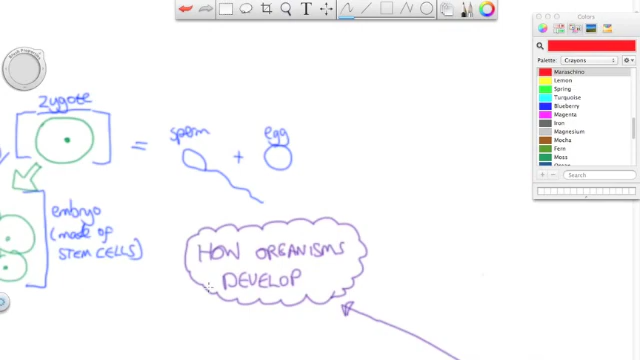 Colors
Palette: Crayons
Maraschino
Lemon
Spring
Turquoise
Blueberry
Magenta
Iron
Magnesium
Mocha
Fern
Moss
Search
zygote
= sperm + egg
embryo
(made of
STEM CELLS)
HOW ORGANISMS
DEVELOP